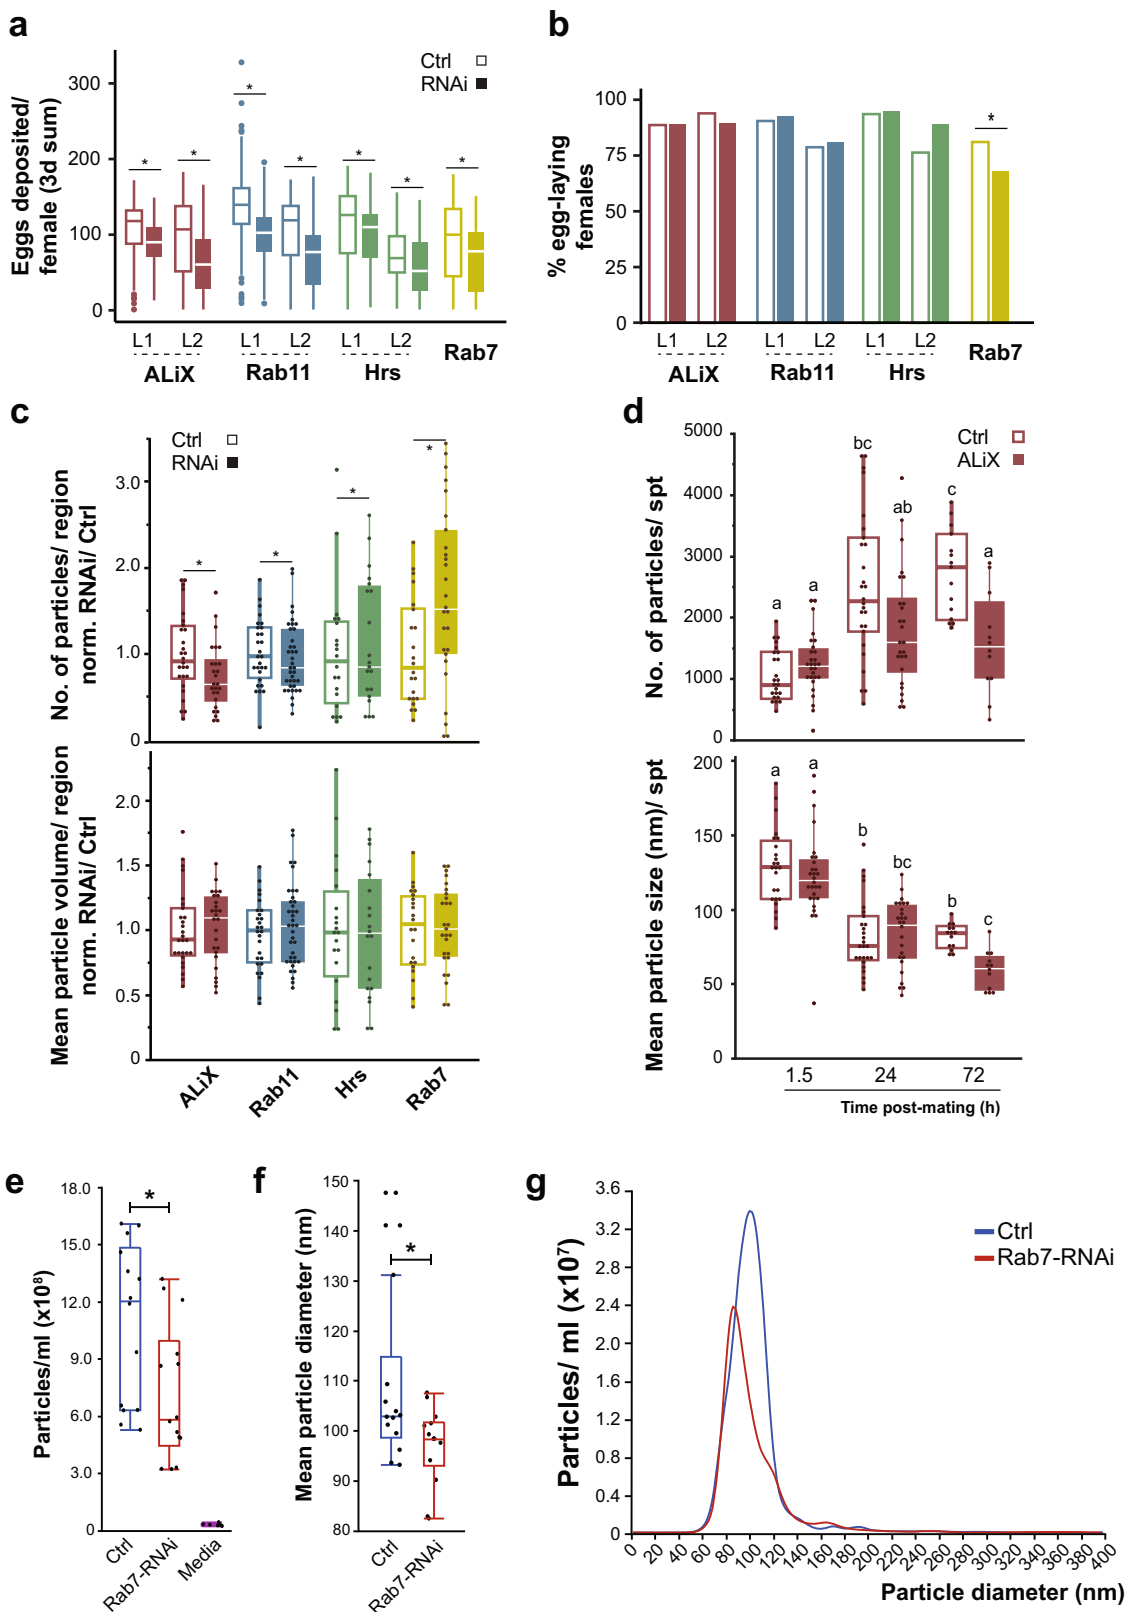 a
Eggs deposited/
female (3d sum)
300
200
100
0
Ctrl
RNAi
*
*
*
*
*
*
*
L1
L2
L1
L2
L1
L2
ALiX
Rab11
Hrs
Rab7
b
% egg-laying
females
100
75
50
25
0
*
L1
L2
L1
L2
L1
L2
ALiX
Rab11
Hrs
Rab7
c
No. of particles/ region
norm. RNAi/ Ctrl
3.0
2.0
1.0
0
Ctrl
RNAi
*
*
*
*
Mean particle volume/ region
norm. RNAi/ Ctrl
2.0
1.5
1.0
0.5
0
ALiX
Rab11
Hrs
Rab7
d
No. of particles/ spt
5000
4000
3000
2000
1000
0
Ctrl
ALiX
a
a
bc
ab
c
a
Mean particle size (nm)/ spt
200
150
100
50
0
a
a
b
bc
b
c
1.5
24
72
Time post-mating (h)
e
Particles/ml (x10⁸)
18.0
15.0
12.0
9.0
6.0
3.0
0
*
Ctrl
Rab7-RNAi
Media
f
Mean particle diameter (nm)
150
140
130
120
110
100
90
80
*
Ctrl
Rab7-RNAi
g
Particles/ ml (x10⁷)
3.6
3.2
2.8
2.4
2.0
1.6
1.2
0.8
0.4
0
Ctrl
Rab7-RNAi
0 20 40 60 80 100 120 140 160 180 200 220 240 260 280 300 320 340 360 380 400
Particle diameter (nm)